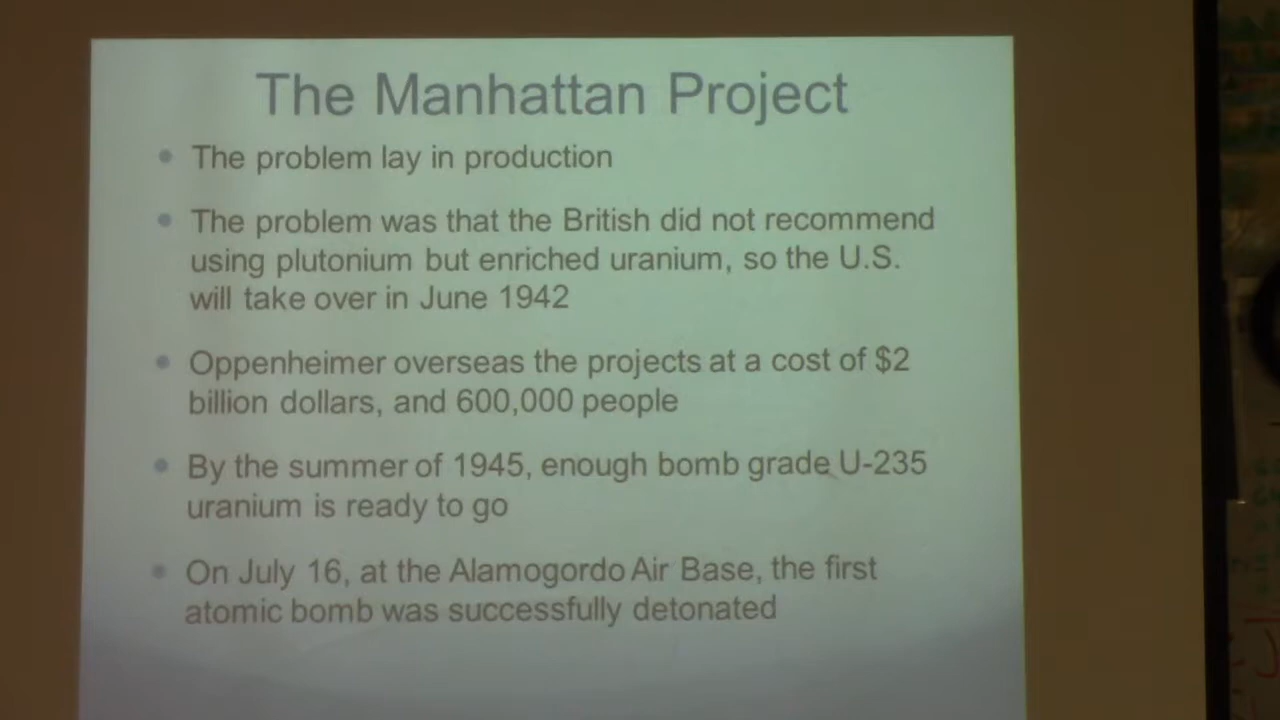 The Manhattan Project
• The problem lay in production
• The problem was that the British did not recommend
using plutonium but enriched uranium, so the U.S.
will take over in June 1942
• Oppenheimer overseas the projects at a cost of $2
billion dollars, and 600,000 people
• By the summer of 1945, enough bomb grade U-235
uranium is ready to go
• On July 16, at the Alamogordo Air Base, the first
atomic bomb was successfully detonated